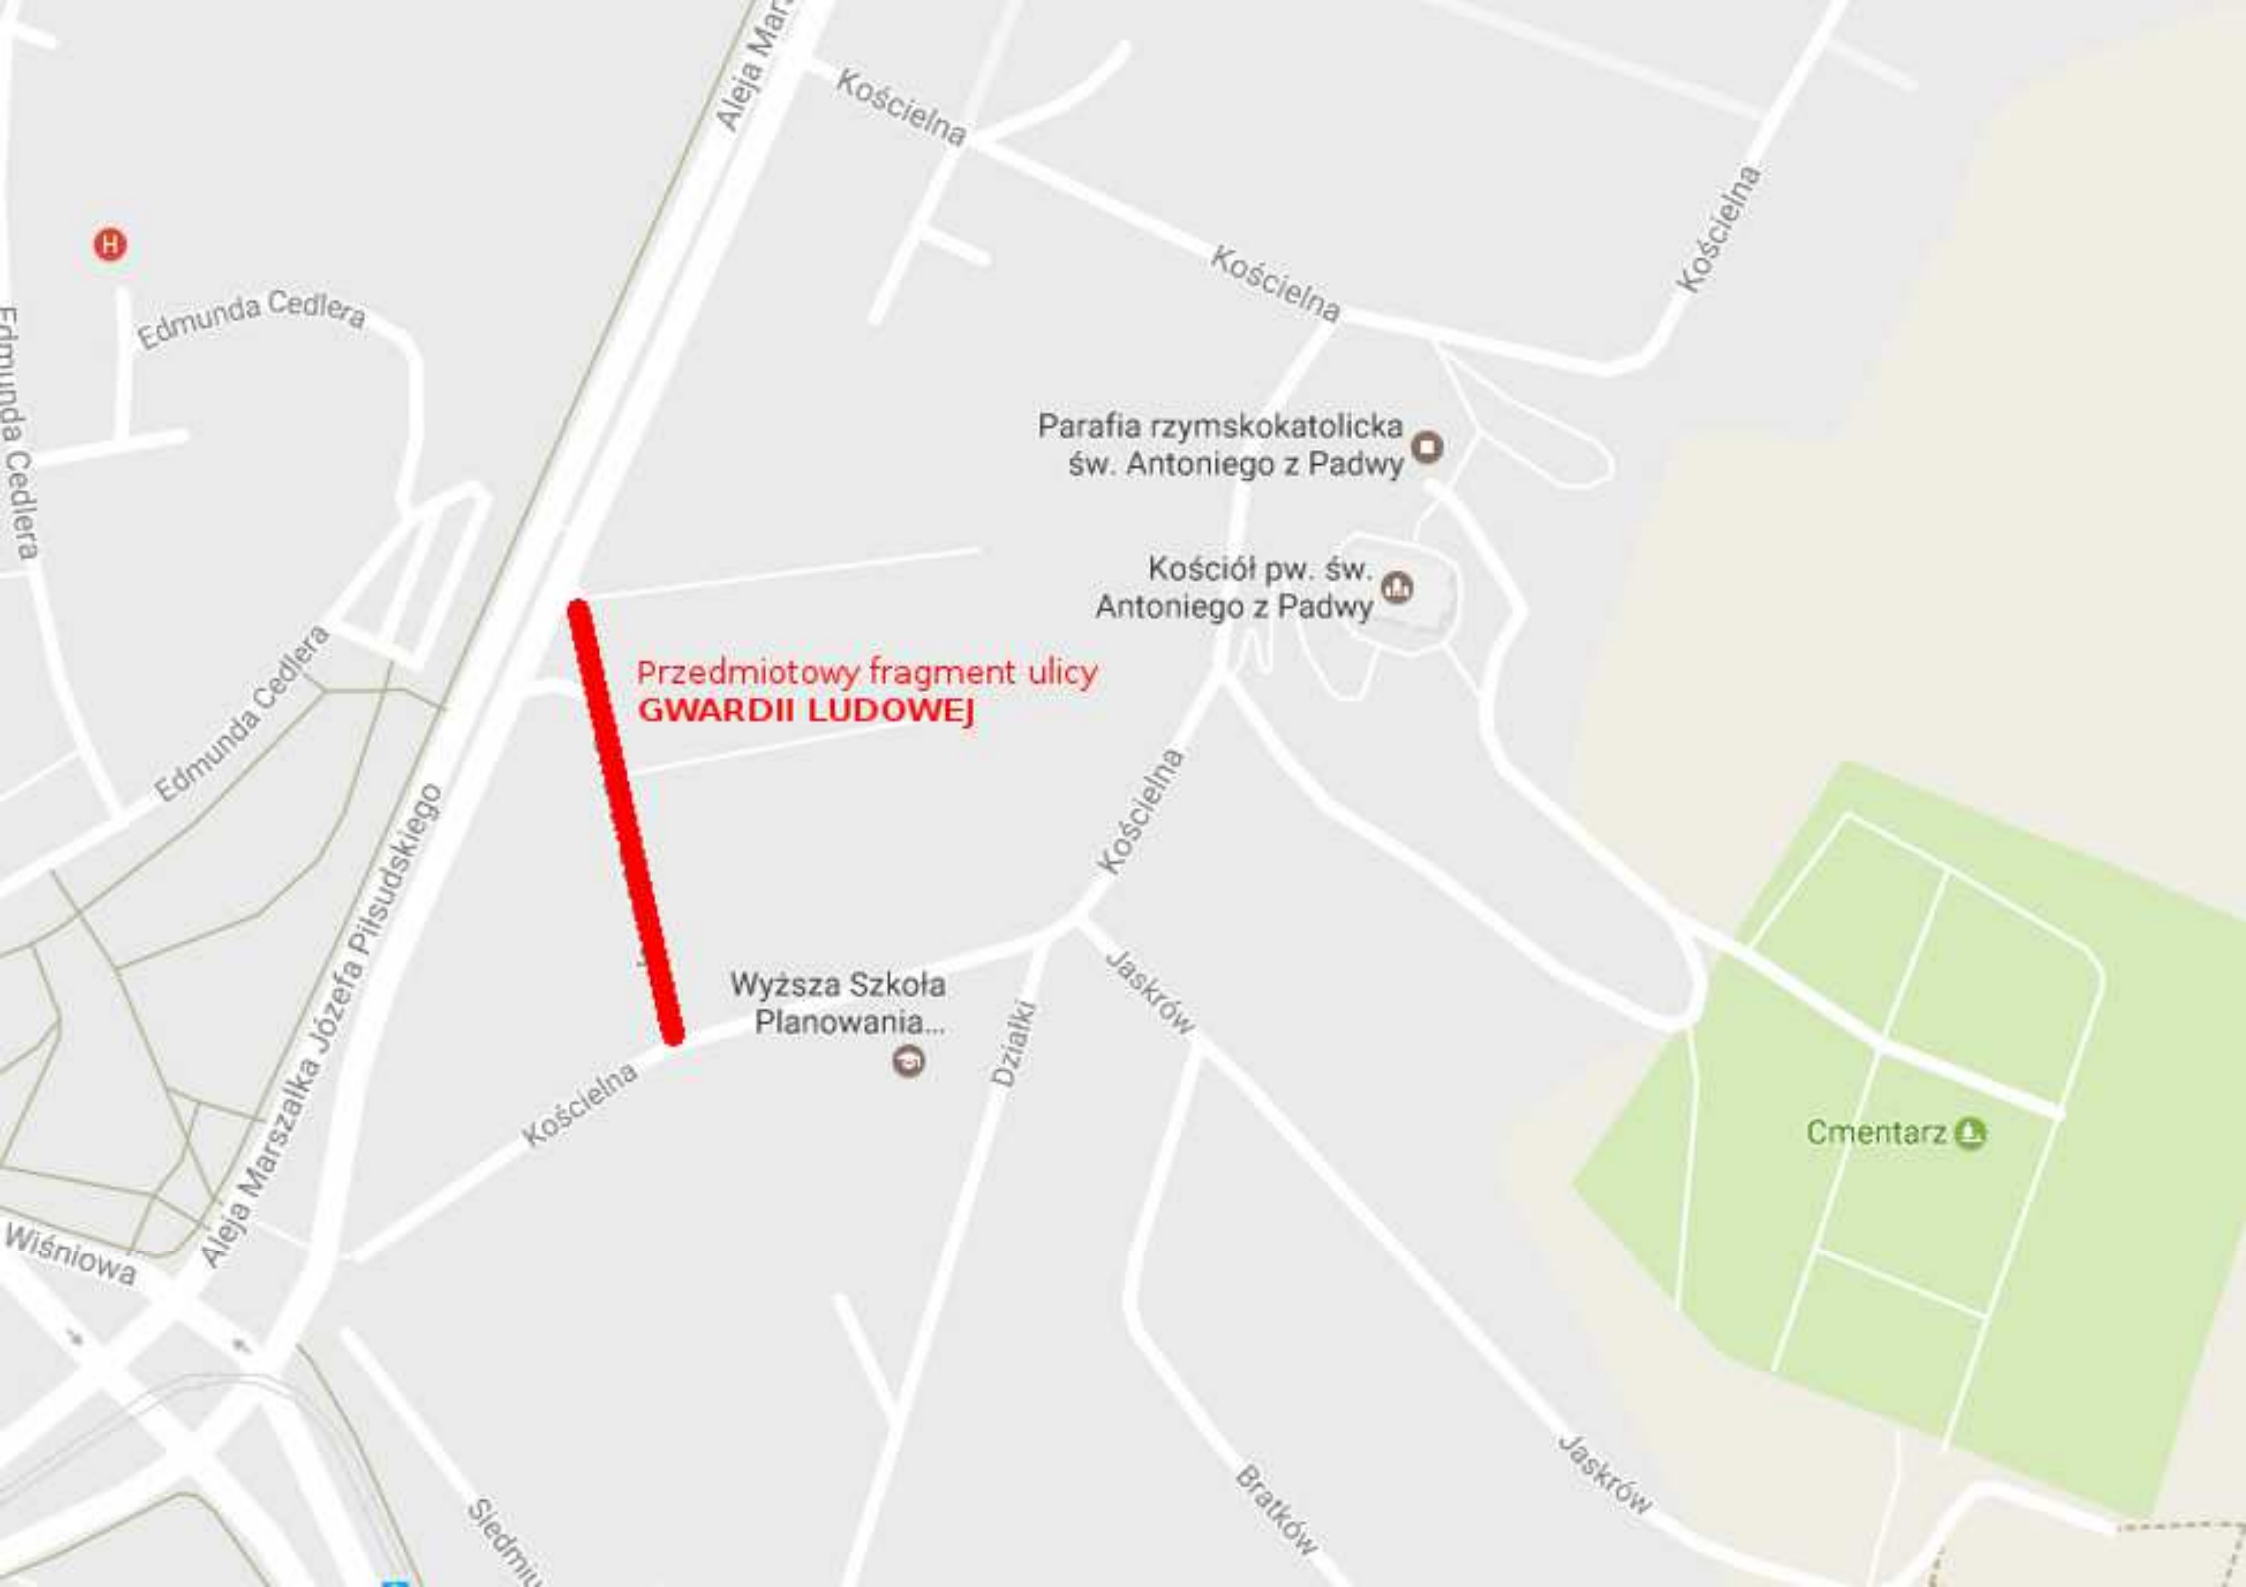 Aleja Mars
Kościelna
Kościelna
Kościelna
H
Edmunda Cedlera
Edmunda Cedlera
Parafia rzymskokatolicka
św. Antoniego z Padwy
Kościół pw. św.
Antoniego z Padwy
Edmunda Cedlera
Przedmiotowy fragment ulicy
GWARDII LUDOWEJ
Aleja Marszałka Józefa Piłsudskiego
Kościelna
Wyższa Szkoła
Planowania...
Jaskrów
Działki
Kościelna
Cmentarz
Wiśniowa
Jaskrów
Bratków
Siedmiu